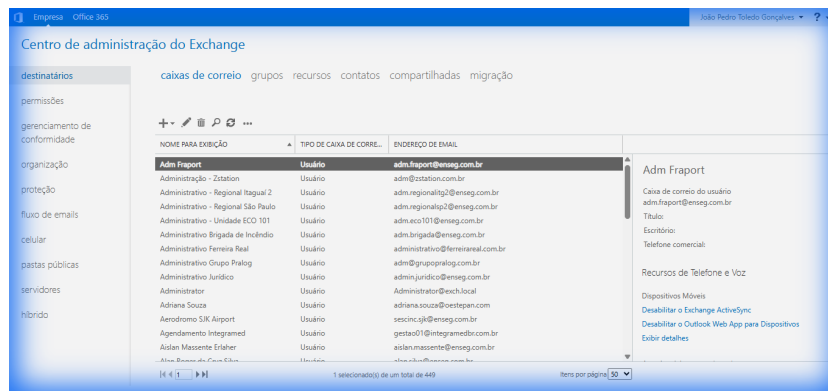 Empresa Office 365 João Pedro Toledo Gonçalves ?
Centro de administração do Exchange
destinatários
permissões
gerenciamento de
conformidade
organização
proteção
fluxo de emails
celular
pastas públicas
servidores
híbrido
caixas de correio grupos recursos contatos compartilhadas migração
NOME PARA EXIBIÇÃO TIPO DE CAIXA DE CORRE... ENDEREÇO DE EMAIL
Adm Fraport Usuário adm.fraport@enseg.com.br
Administração - Zstation Usuário adm@zstation.com.br
Administrativo - Regional Itaguaí 2 Usuário adm.regionalitg2@enseg.com.br
Administrativo - Regional São Paulo Usuário adm.regionalsp2@enseg.com.br
Administrativo - Unidade ECO 101 Usuário adm.eco101@enseg.com.br
Administrativo Brigada de Incêndio Usuário adm.brigada@enseg.com.br
Administrativo Ferreira Real Usuário administrativo@ferreirareal.com.br
Administrativo Grupo Pralog Usuário adm@grupopralog.com.br
Administrativo Jurídico Usuário admin.juridico@enseg.com.br
Administrator Usuário Administrator@exch.local
Adriana Souza Usuário adriana.souza@oestepan.com
Aerodromo SJK Airport Usuário sescinc.sjk@enseg.com.br
Agendamento Integramed Usuário gestao01@integramedbr.com.br
Aislan Massente Erlaher Usuário aislan.massente@enseg.com.br
1 1 selecionado(s) de um total de 449 Itens por página 50
Adm Fraport
Caixa de correio do usuário
adm.fraport@enseg.com.br
Título:
Escritório:
Telefone comercial:
Recursos de Telefone e Voz
Dispositivos Móveis
Desabilitar o Exchange ActiveSync
Desabilitar o Outlook Web App para Dispositivos
Exibir detalhes